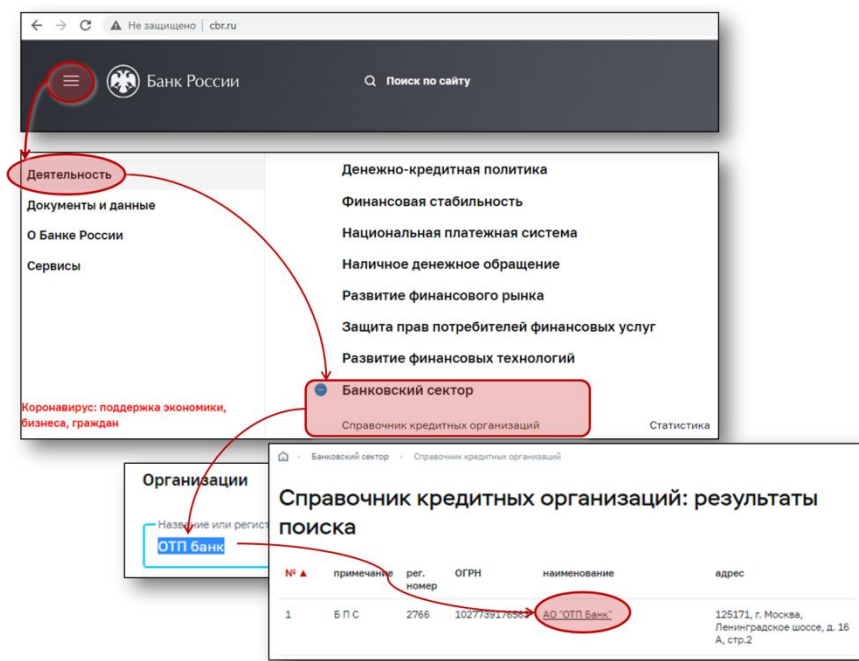 Не защищено | cbr.ru
Банк России
Поиск по сайту
Деятельность
Документы и данные
О Банке России
Сервисы
Коронавирус: поддержка экономики,
бизнеса, граждан
Денежно-кредитная политика
Финансовая стабильность
Национальная платежная система
Наличное денежное обращение
Развитие финансового рынка
Защита прав потребителей финансовых услуг
Развитие финансовых технологий
Банковский сектор
Справочник кредитных организаций Статистика
Организации
Название или регист
ОТП банк
Банковский сектор Справочник кредитных организаций
Справочник кредитных организаций: результаты
поиска
№ ▲ примечание рег. номер ОГРН наименование адрес
1 Б П С 2766 102773917656 АО "ОТП Банк" 125171, г. Москва,
Ленинградское шоссе, д. 16
А, стр.2